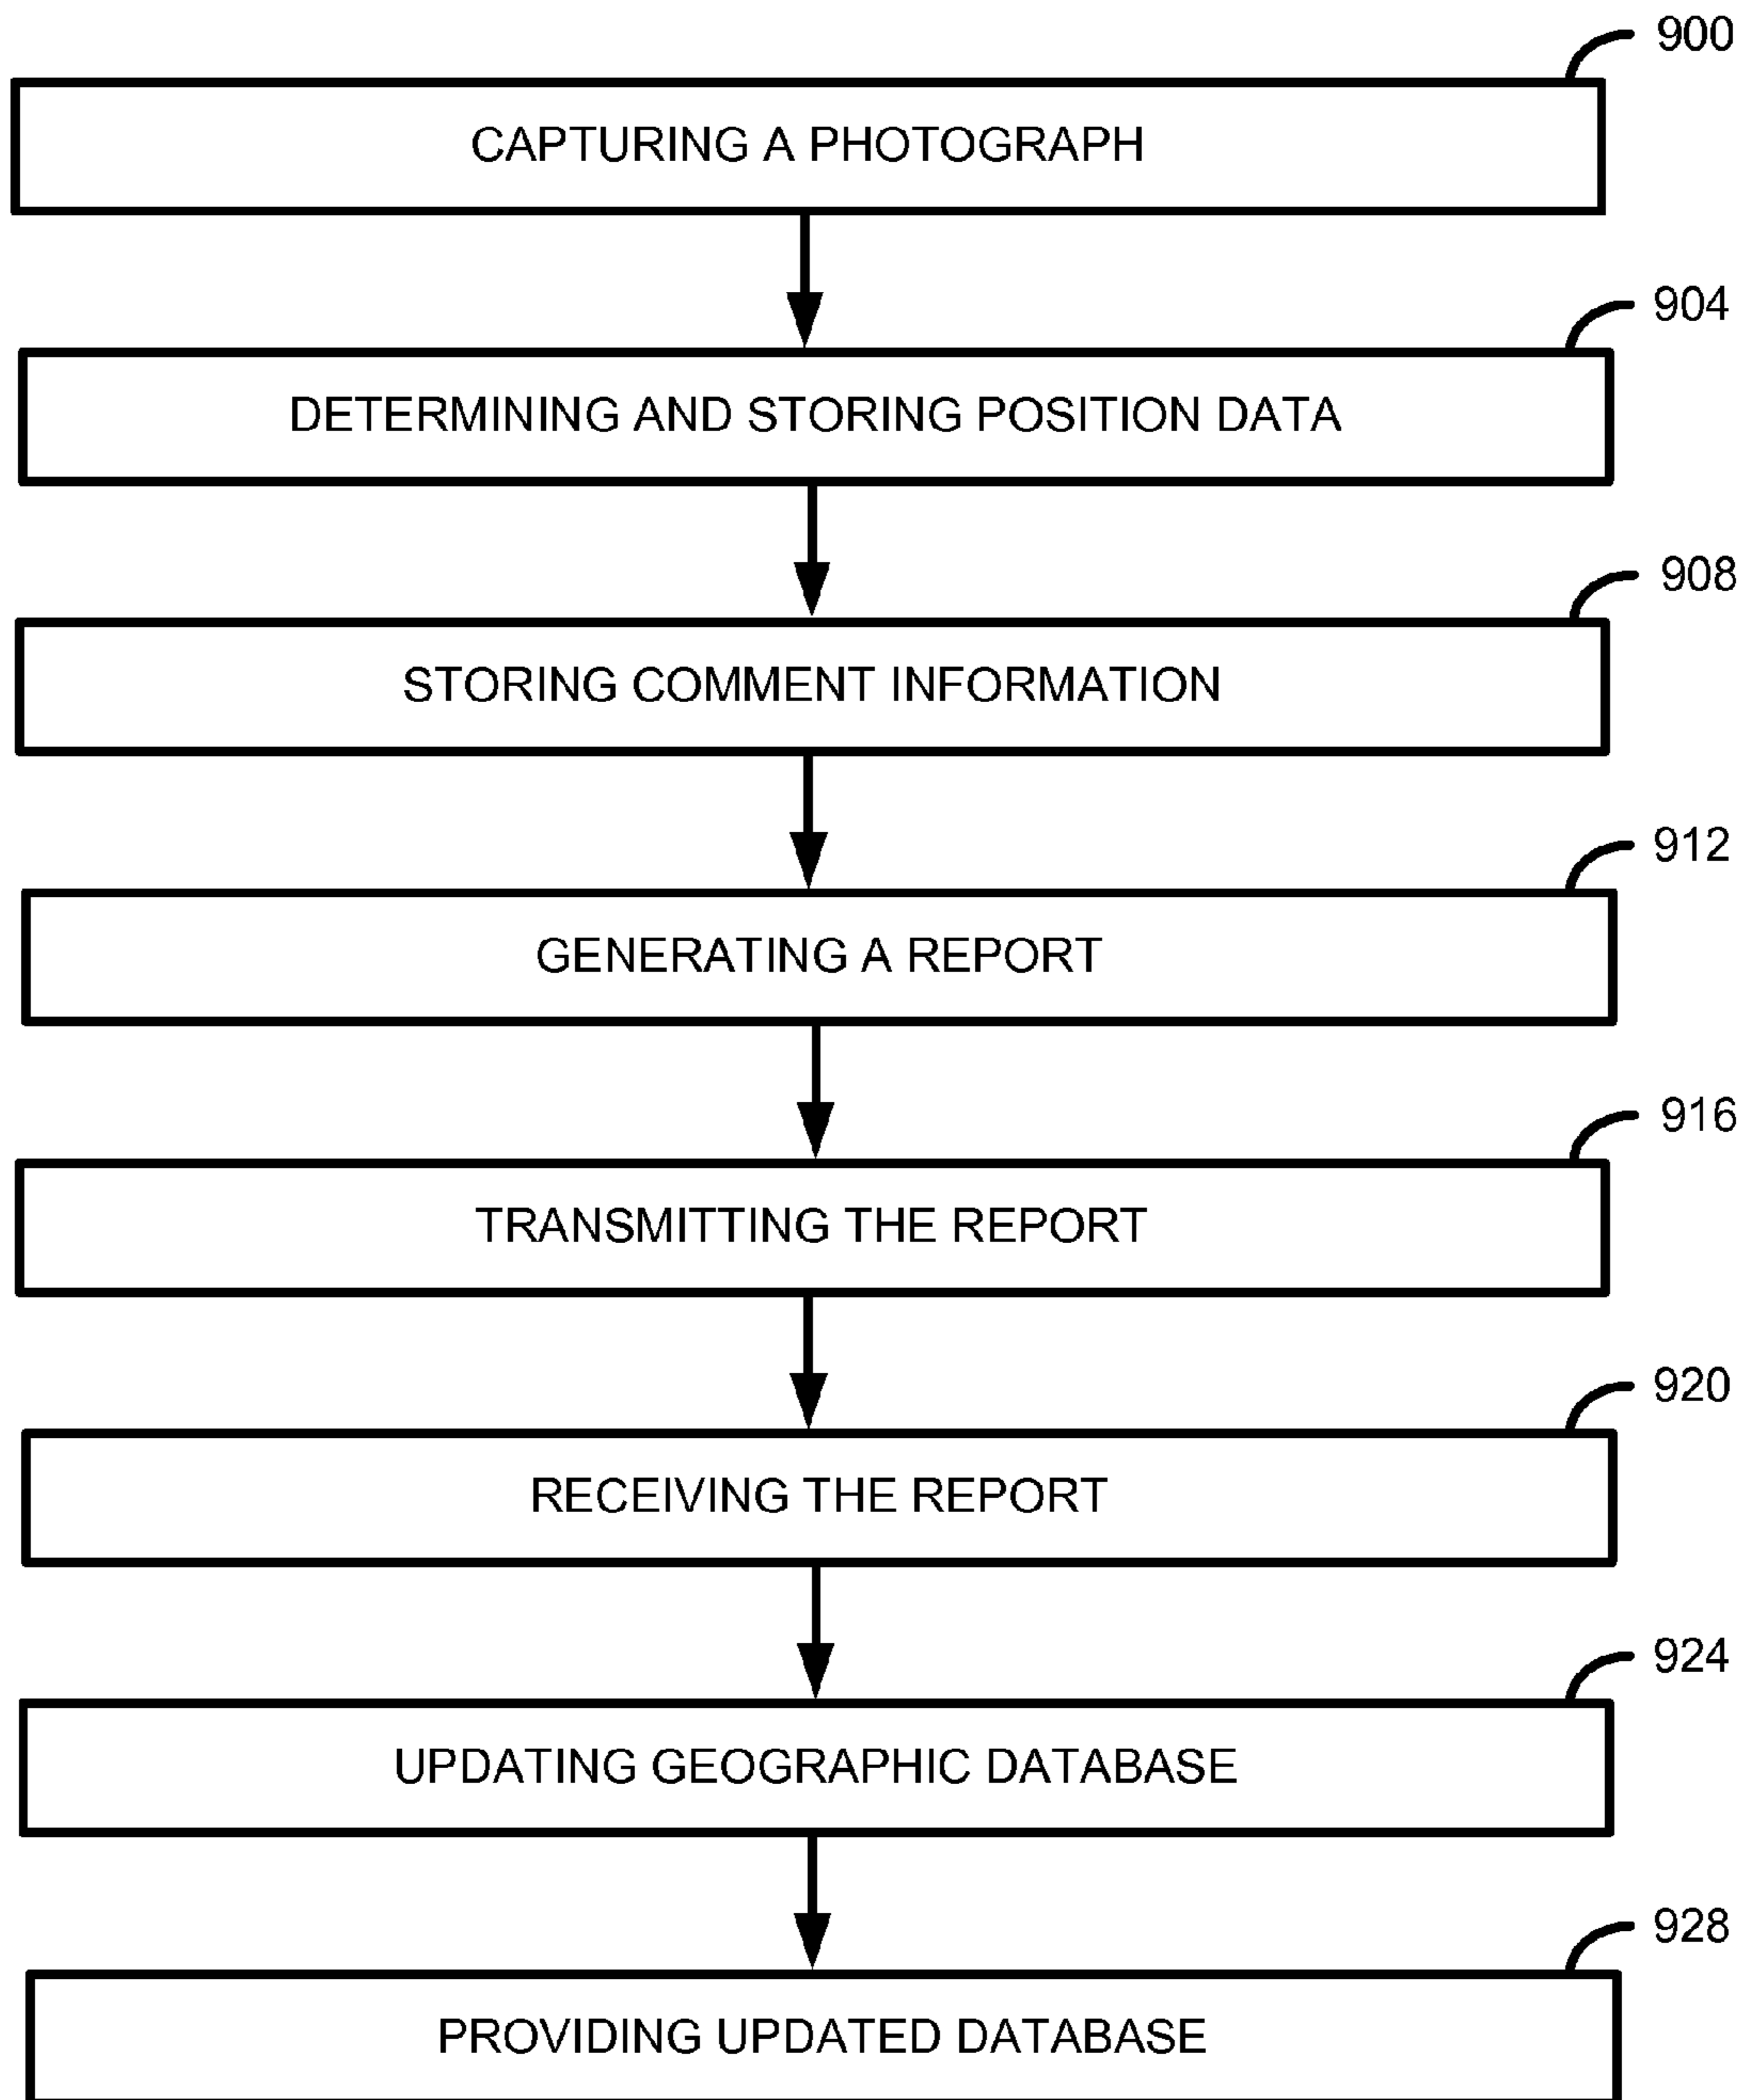 900
CAPTURING A PHOTOGRAPH
904
DETERMINING AND STORING POSITION DATA
908
STORING COMMENT INFORMATION
912
GENERATING A REPORT
916
TRANSMITTING THE REPORT
920
RECEIVING THE REPORT
924
UPDATING GEOGRAPHIC DATABASE
928
PROVIDING UPDATED DATABASE